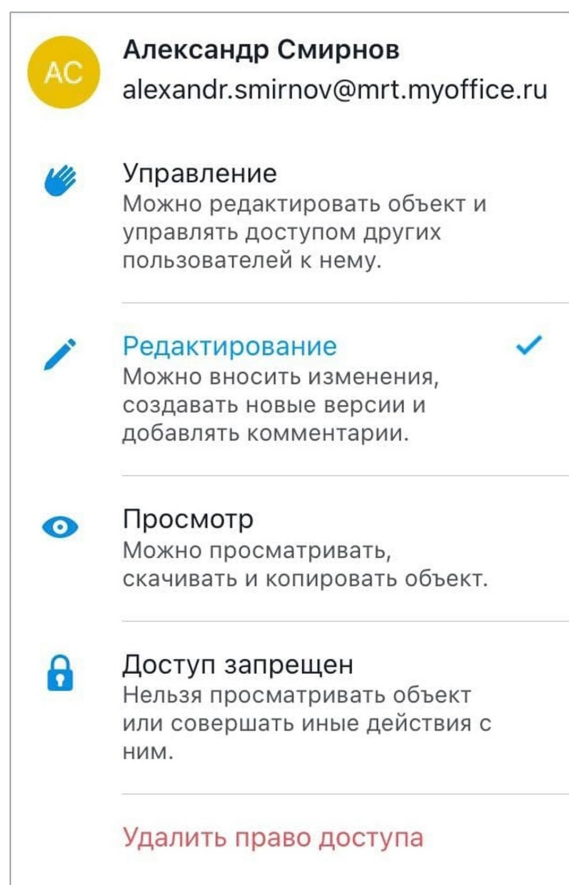 АС
Александр Смирнов
alexandr.smirnov@mrt.myoffice.ru
Управление
Можно редактировать объект и
управлять доступом других
пользователей к нему.
Редактирование
Можно вносить изменения,
создавать новые версии и
добавлять комментарии.
Просмотр
Можно просматривать,
скачивать и копировать объект.
Доступ запрещен
Нельзя просматривать объект
или совершать иные действия с
ним.
Удалить право доступа